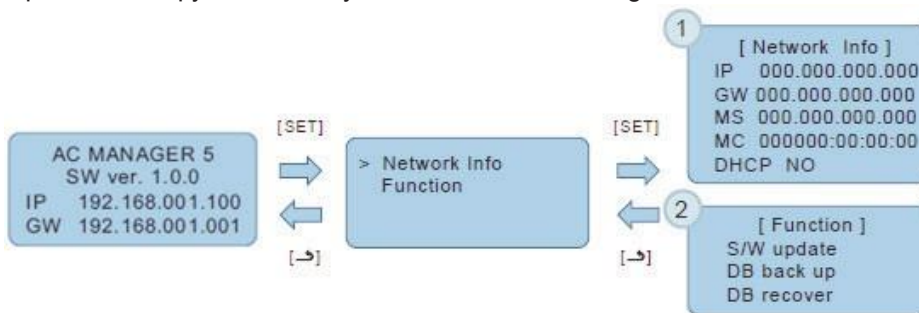 [SET]
AC MANAGER 5
SW ver. 1.0.0
IP 192.168.001.100
GW 192.168.001.001
> Network Info
Function
[SET]
1
[ Network Info ]
IP 000.000.000.000
GW 000.000.000.000
MS 000.000.000.000
MC 000000:00:00:00
DHCP NO
2
[ Function ]
S/W update
DB back up
DB recover